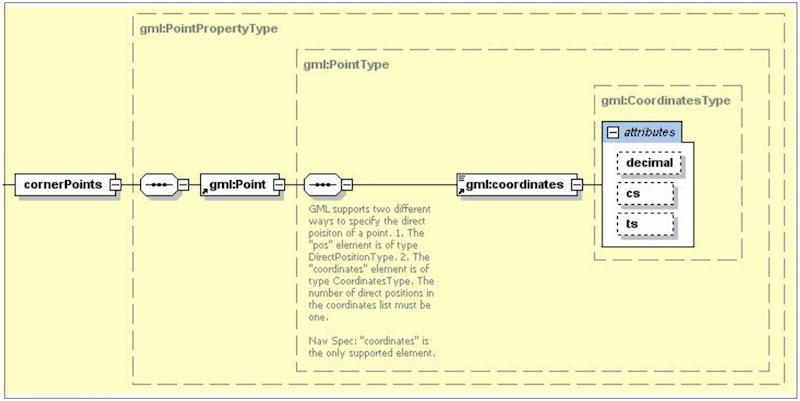 gml:PointPropertyType
gml:PointType
gml:CoordinatesType
attributes
decimal
cs
ts
cornerPoints
gml:Point
gml:coordinates
GML supports two different
ways to specify the direct
poisiton of a point. 1. The
"pos" element is of type
DirectPositionType. 2. The
"coordinates" element is of
type CoordinatesType. The
number of direct positions in
the coordinates list must be
one.
Nav Spec: "coordinates" is
the only supported element.